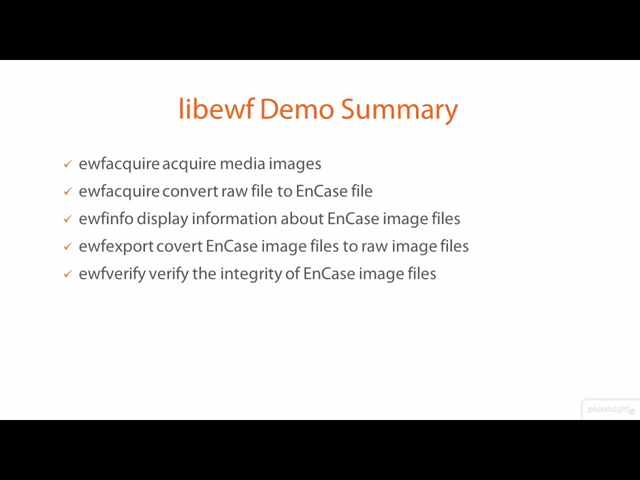 libewf Demo Summary
✓ ewfacquire acquire media images
✓ ewfacquire convert raw file to EnCase file
✓ ewfinfo display information about EnCase image files
✓ ewfexport covert EnCase image files to raw image files
✓ ewfverify verify the integrity of EnCase image files
pluralsight